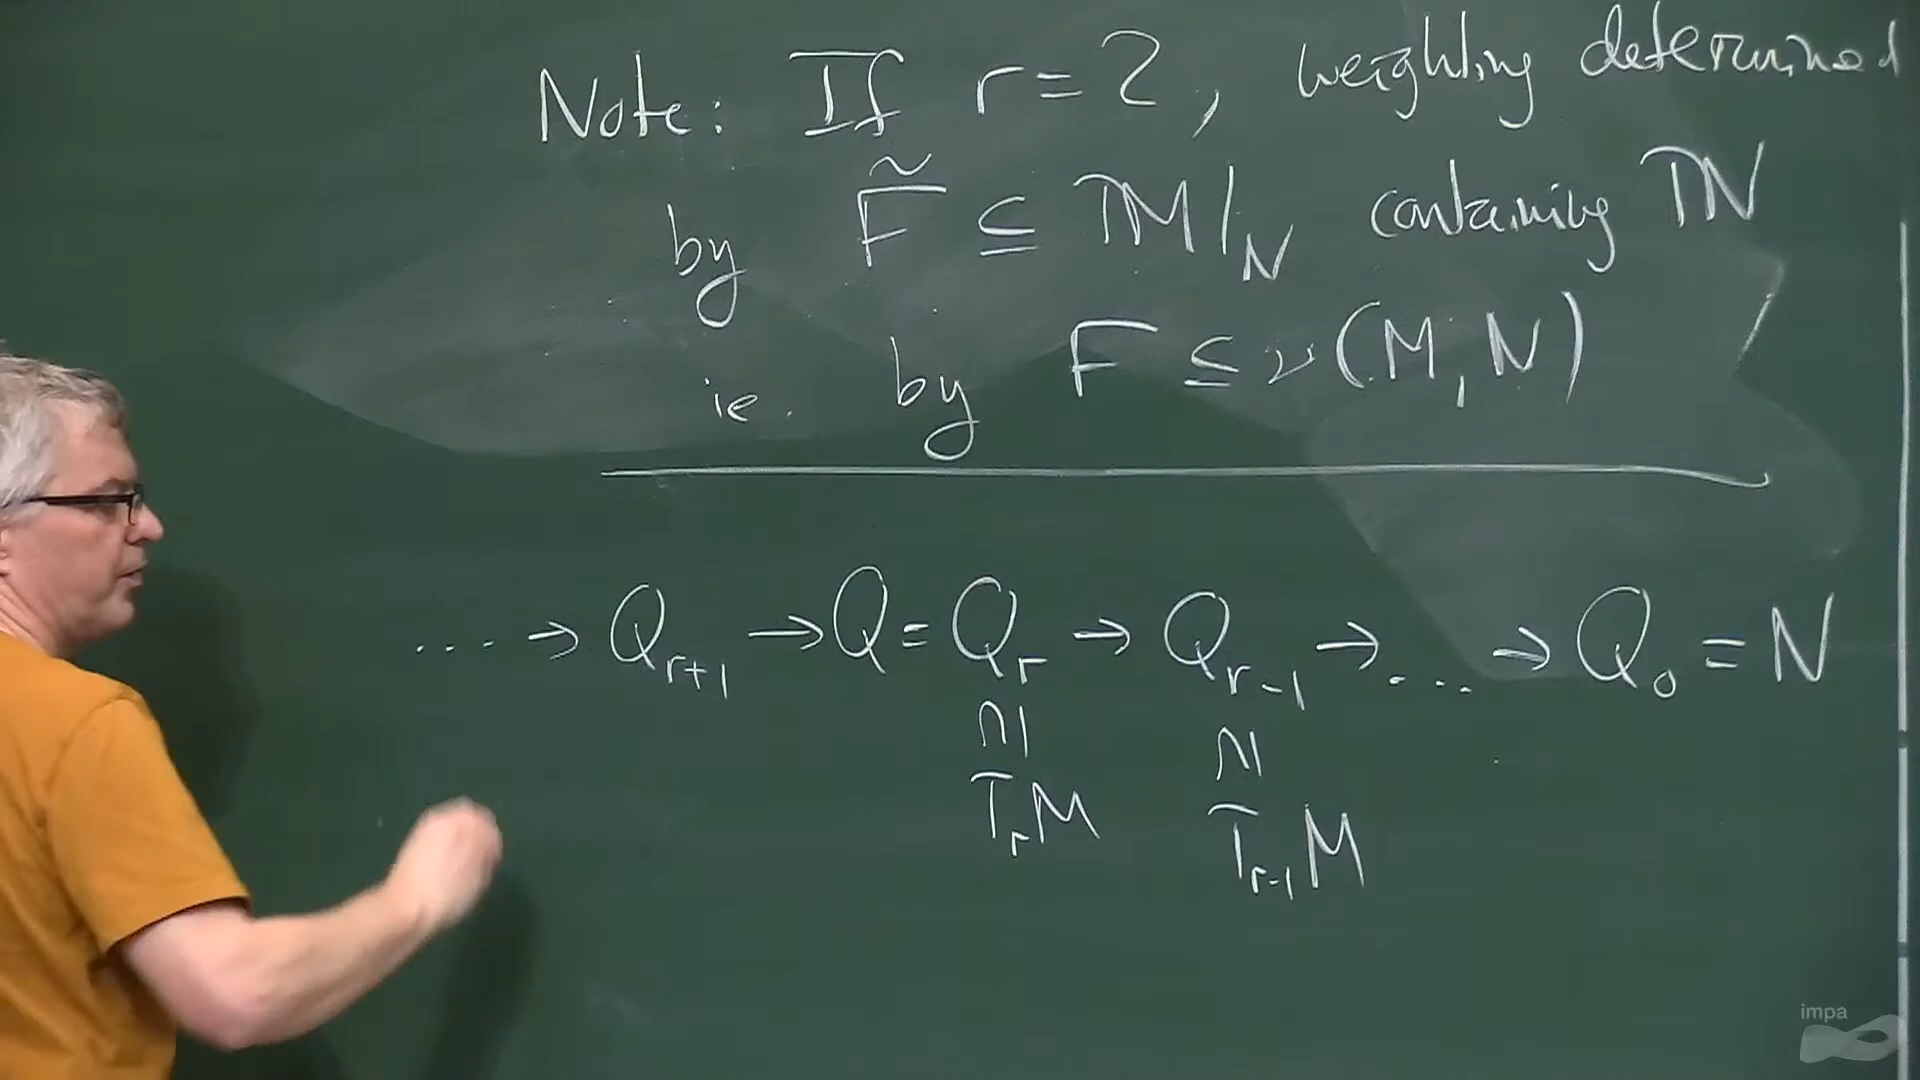 Note: If r=2, weighting determined
by F̃ ⊆ TM|_N containing TN
ie. by F ⊆ ν(M,N)
.... → Q_{r+1} → Q = Q_r → Q_{r-1} → ... → Q_0 = N
⊆ ⊆
T_rM T_{r-1}M
impa